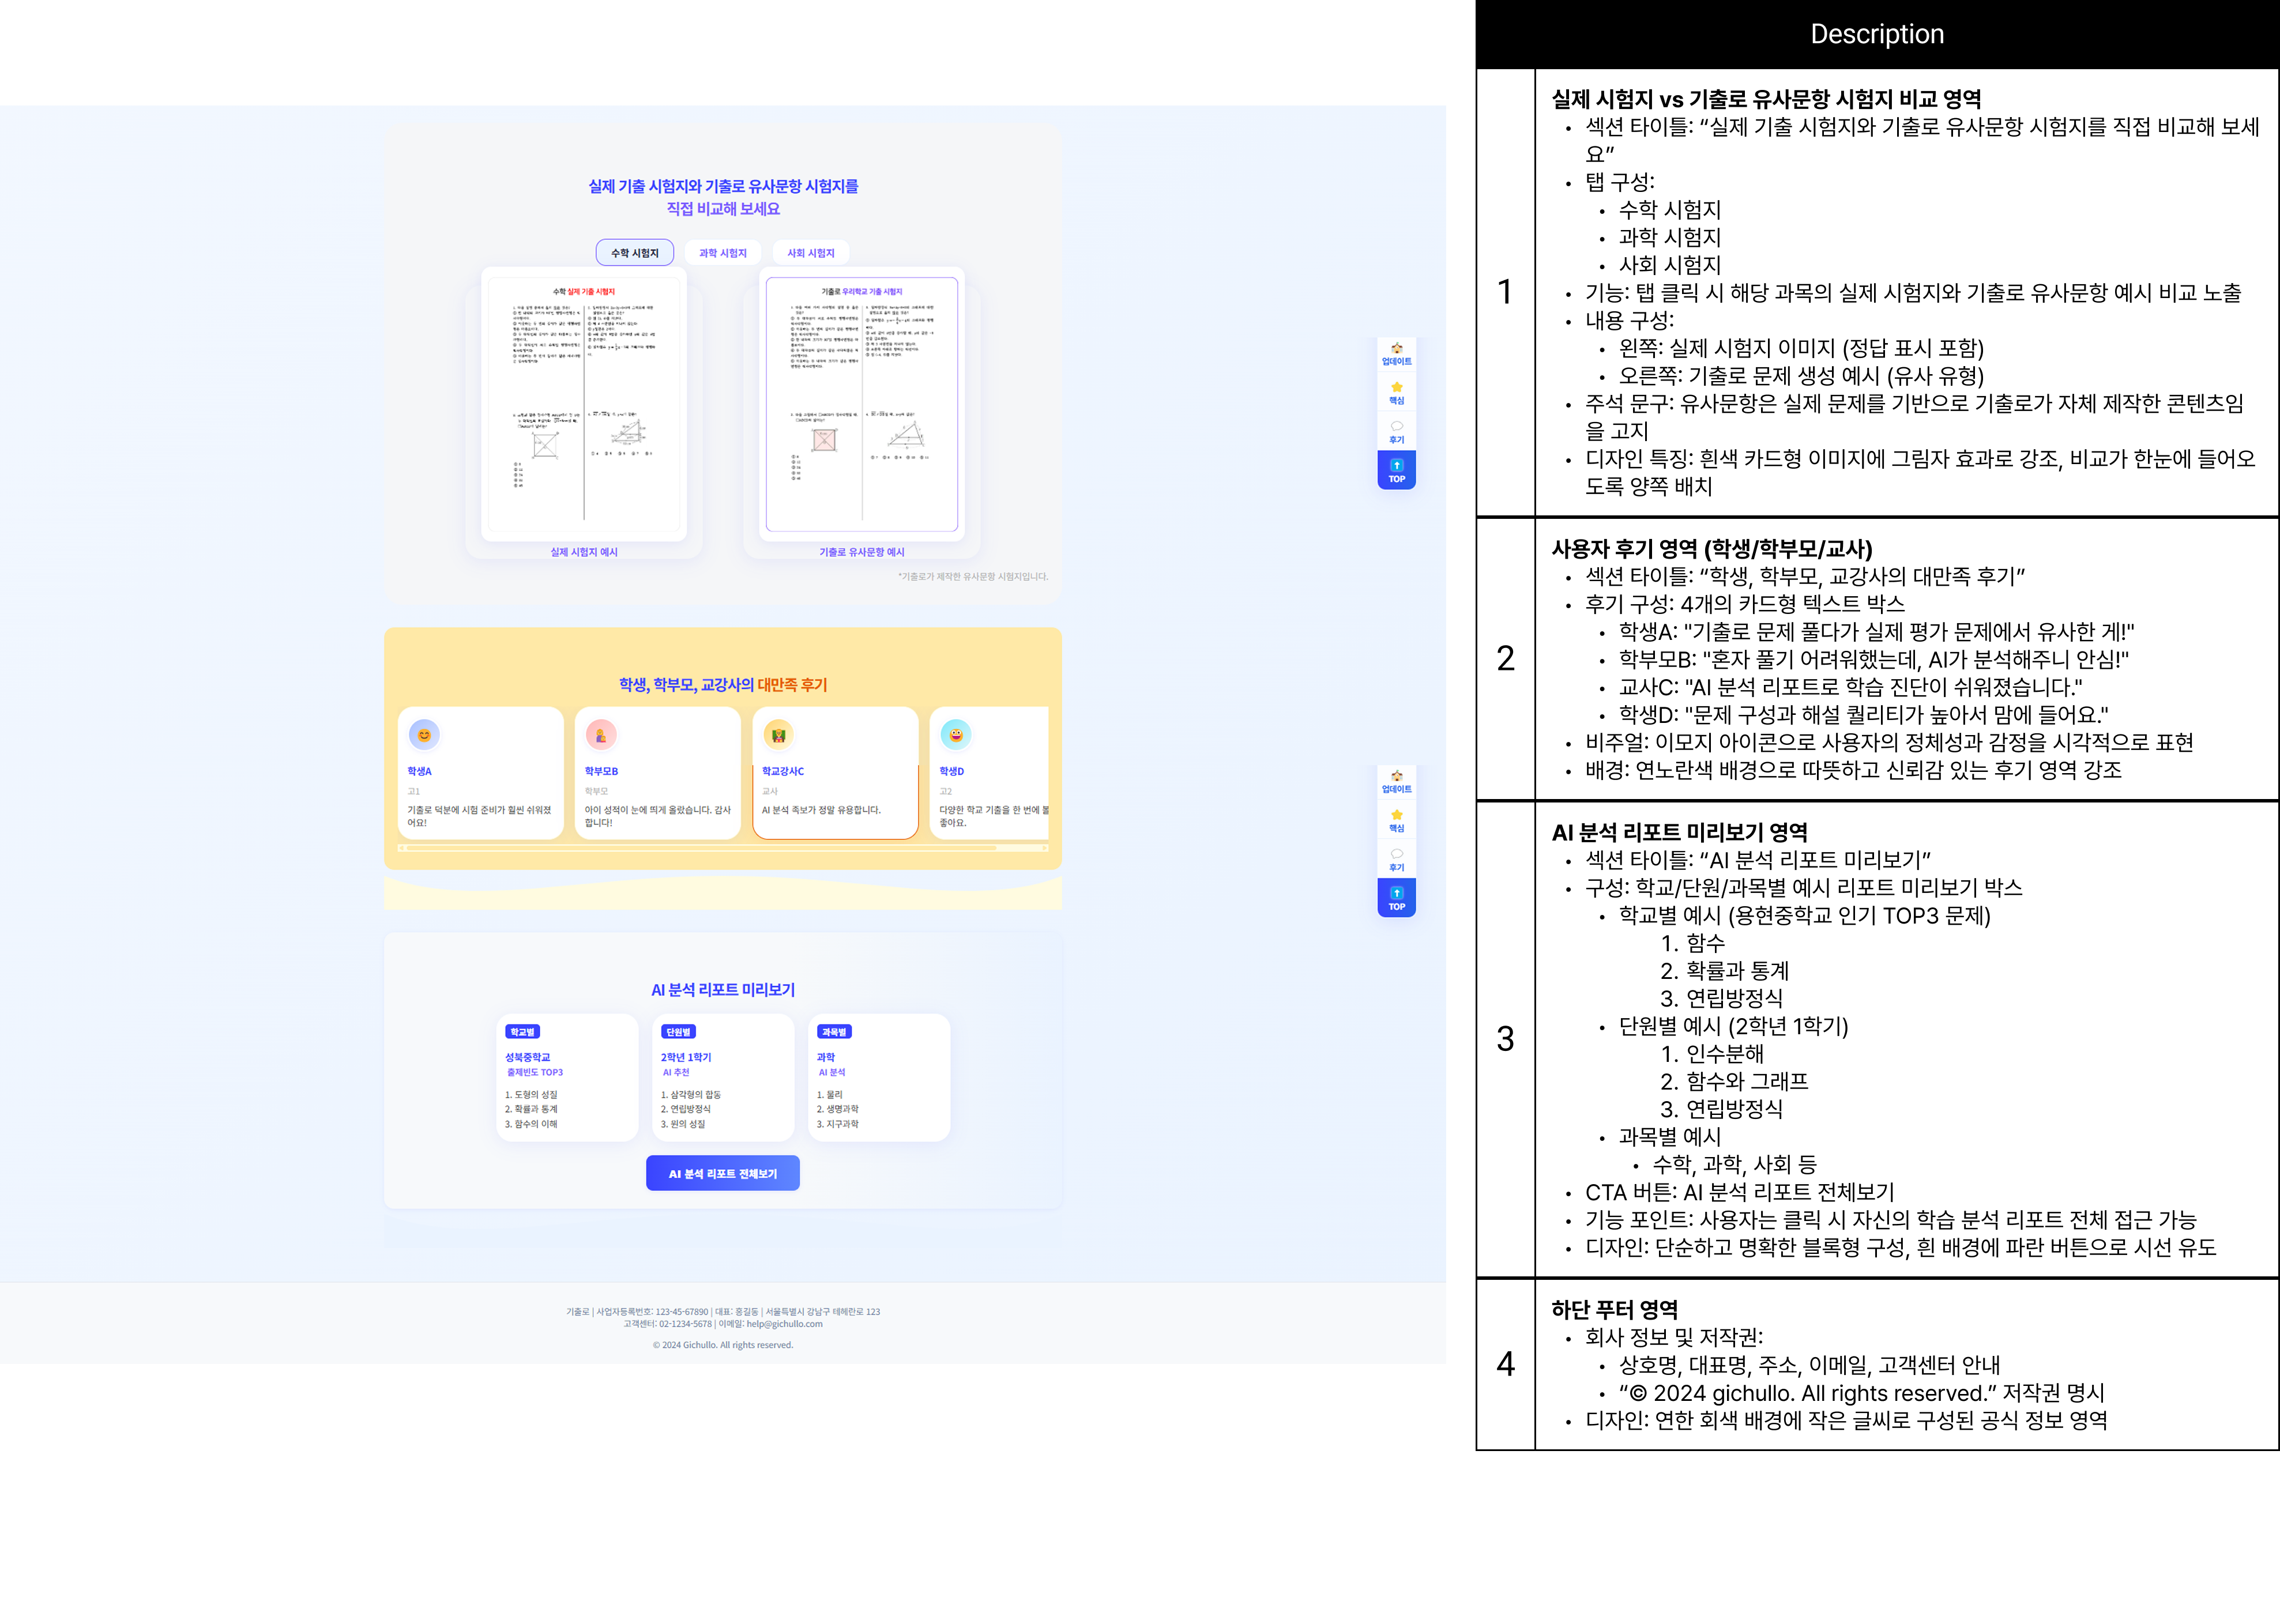 실제 기출 시험지와 기출로 유사문항 시험지를
직접 비교해 보세요
수학 시험지
과학 시험지
사회 시험지
수학 실제 기출 시험지
기출로 우리학교 기출 시험지
실제 시험지 예시
기출로 유사문항 예시
*기출로가 제작한 유사문항 시험지입니다.
업데이트
핵심
후기
TOP
학생, 학부모, 교강사의 대만족 후기
학생A
고1
기출로 덕분에 시험 준비가 훨씬 쉬워졌
어요!
학부모B
학부모
아이 성적이 눈에 띄게 올랐습니다. 감사
합니다!
학교강사C
교사
AI 분석 족보가 정말 유용합니다.
학생D
고2
다양한 학교 기출을 한 번에 볼
좋아요.
업데이트
핵심
후기
TOP
AI 분석 리포트 미리보기
학교별
성북중학교
출제빈도 TOP3
1. 도형의 성질
2. 확률과 통계
3. 함수의 이해
단원별
2학년 1학기
AI 추천
1. 삼각형의 합동
2. 연립방정식
3. 원의 성질
과목별
과학
AI 분석
1. 물리
2. 생명과학
3. 지구과학
AI 분석 리포트 전체보기
기출로 | 사업자등록번호: 123-45-67890 | 대표: 홍길동 | 서울특별시 강남구 테헤란로 123
고객센터: 02-1234-5678 | 이메일: help@gichullo.com
© 2024 Gichullo. All rights reserved.
Description
1
실제 시험지 vs 기출로 유사문항 시험지 비교 영역
• 섹션 타이틀: “실제 기출 시험지와 기출로 유사문항 시험지를 직접 비교해 보세
요”
• 탭 구성:
• 수학 시험지
• 과학 시험지
• 사회 시험지
• 기능: 탭 클릭 시 해당 과목의 실제 시험지와 기출로 유사문항 예시 비교 노출
• 내용 구성:
• 왼쪽: 실제 시험지 이미지 (정답 표시 포함)
• 오른쪽: 기출로 문제 생성 예시 (유사 유형)
• 주석 문구: 유사문항은 실제 문제를 기반으로 기출로가 자체 제작한 콘텐츠임
을 고지
• 디자인 특징: 흰색 카드형 이미지에 그림자 효과로 강조, 비교가 한눈에 들어오
도록 양쪽 배치
2
사용자 후기 영역 (학생/학부모/교사)
• 섹션 타이틀: “학생, 학부모, 교강사의 대만족 후기”
• 후기 구성: 4개의 카드형 텍스트 박스
• 학생A: "기출로 문제 풀다가 실제 평가 문제에서 유사한 게!"
• 학부모B: "혼자 풀기 어려워했는데, AI가 분석해주니 안심!"
• 교사C: "AI 분석 리포트로 학습 진단이 쉬워졌습니다."
• 학생D: "문제 구성과 해설 퀄리티가 높아서 맘에 들어요."
• 비주얼: 이모지 아이콘으로 사용자의 정체성과 감정을 시각적으로 표현
• 배경: 연노란색 배경으로 따뜻하고 신뢰감 있는 후기 영역 강조
3
AI 분석 리포트 미리보기 영역
• 섹션 타이틀: “AI 분석 리포트 미리보기”
• 구성: 학교/단원/과목별 예시 리포트 미리보기 박스
• 학교별 예시 (용현중학교 인기 TOP3 문제)
1. 함수
2. 확률과 통계
3. 연립방정식
• 단원별 예시 (2학년 1학기)
1. 인수분해
2. 함수와 그래프
3. 연립방정식
• 과목별 예시
• 수학, 과학, 사회 등
• CTA 버튼: AI 분석 리포트 전체보기
• 기능 포인트: 사용자는 클릭 시 자신의 학습 분석 리포트 전체 접근 가능
• 디자인: 단순하고 명확한 블록형 구성, 흰 배경에 파란 버튼으로 시선 유도
4
하단 푸터 영역
• 회사 정보 및 저작권:
• 상호명, 대표명, 주소, 이메일, 고객센터 안내
• “© 2024 gichullo. All rights reserved.” 저작권 명시
• 디자인: 연한 회색 배경에 작은 글씨로 구성된 공식 정보 영역